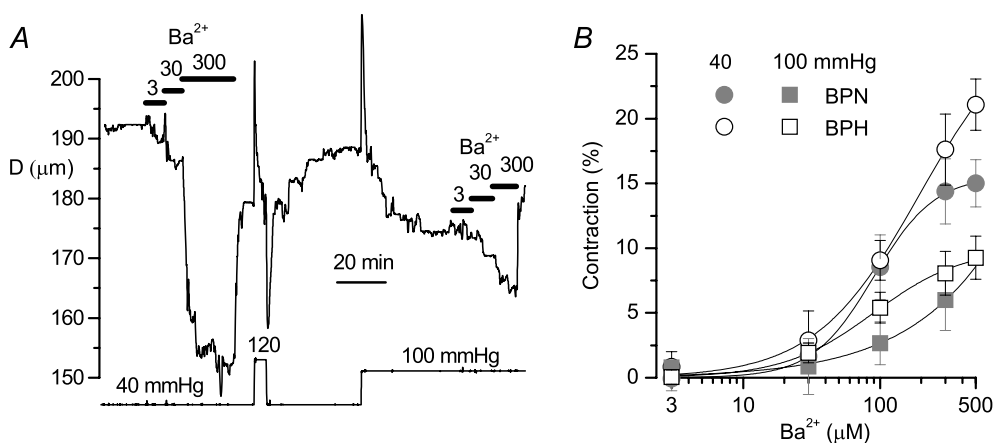 A
Ba2+
30
3
300
200
190
D (μm)
180
170
160
150
Ba2+
30
3
300
20 min
120
40 mmHg
100 mmHg
B
25
20
15
10
5
0
Contraction (%)
40 100 mmHg
BPN
BPH
3 10 100 500
Ba2+ (μM)